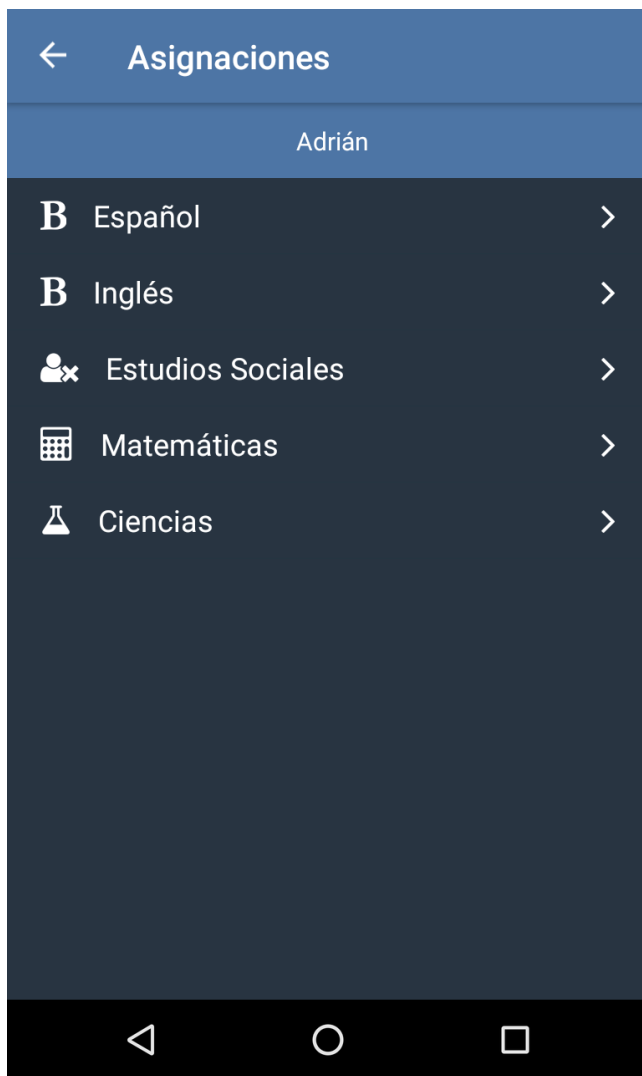 Asignaciones
Adrián
B Español
B Inglés
Estudios Sociales
Matemáticas
Ciencias